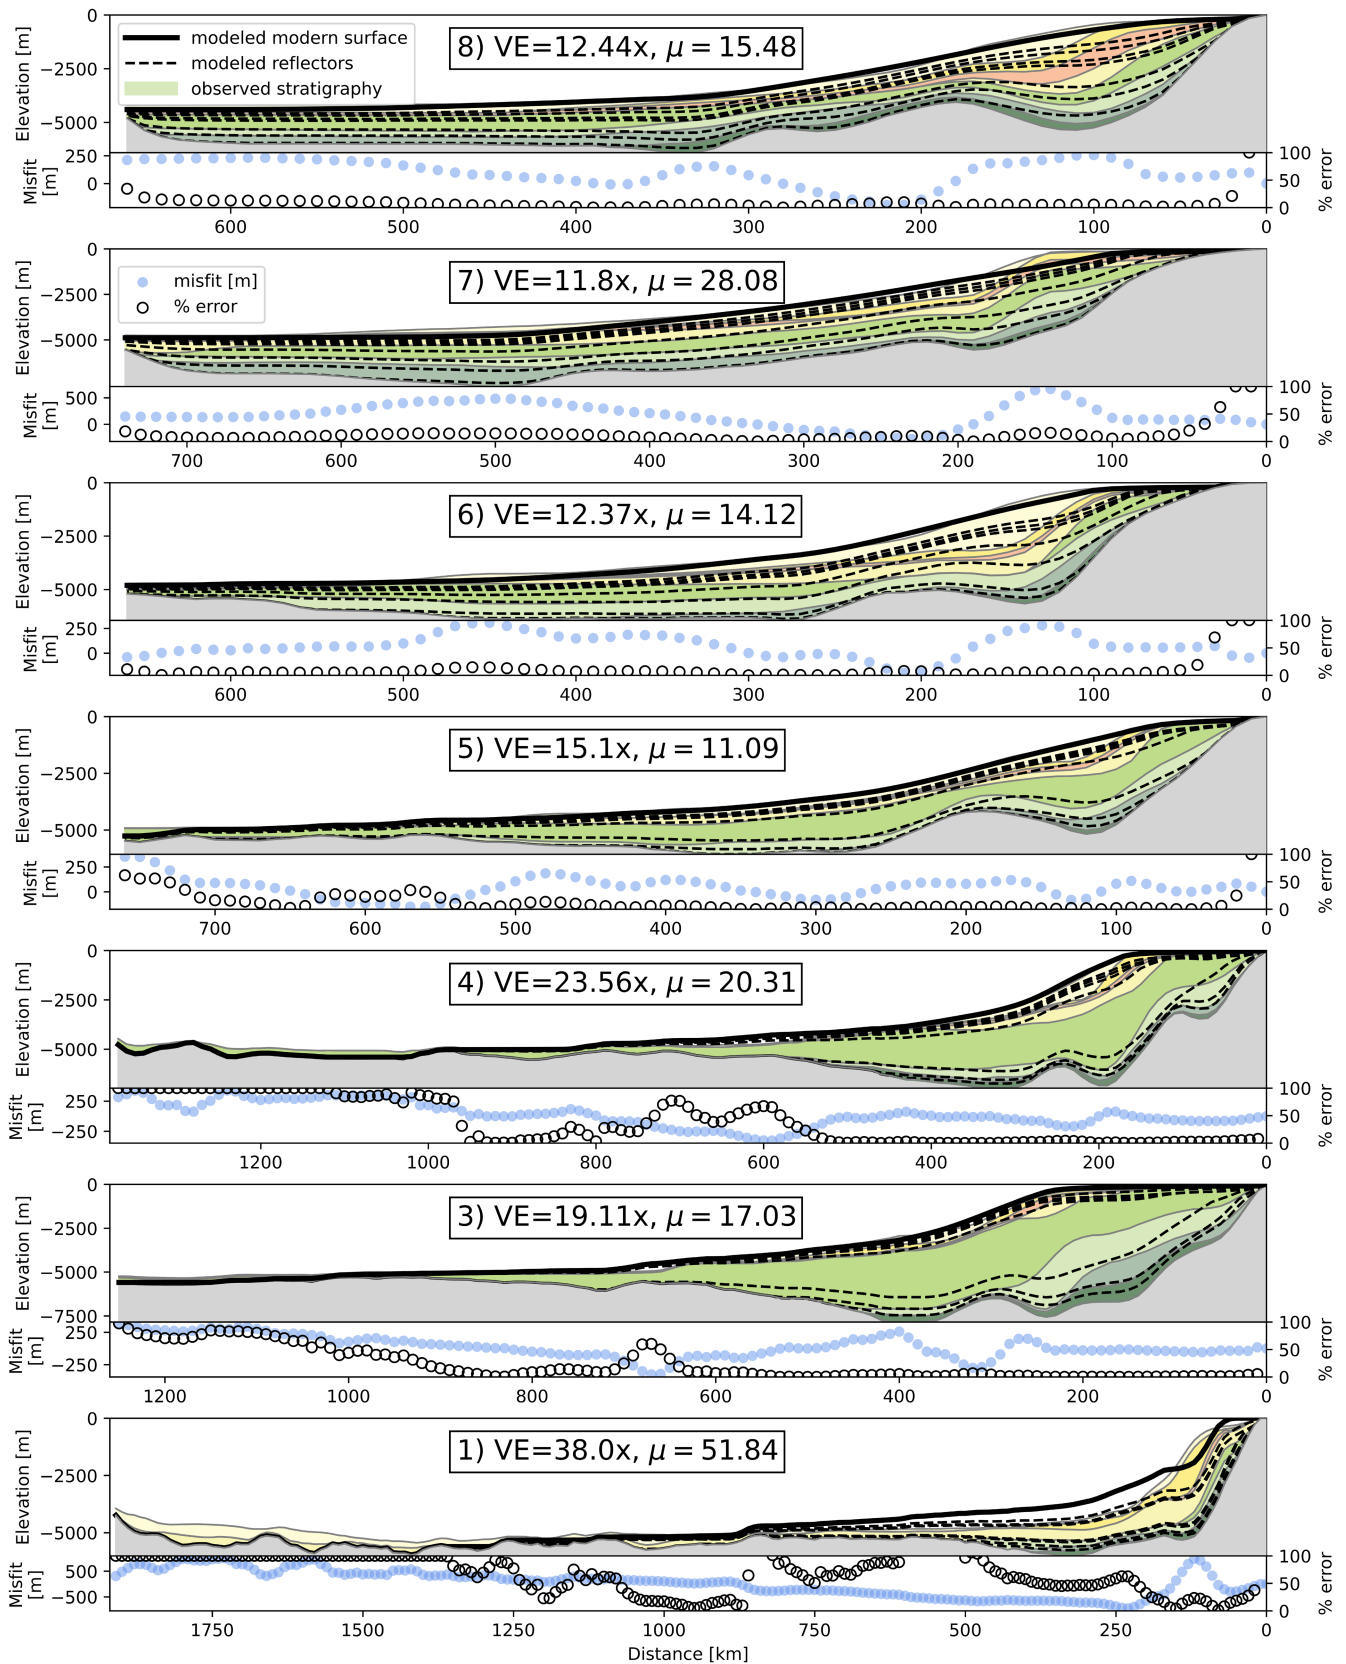 8) VE=12.44x, μ = 15.48
modeled modern surface
modeled reflectors
observed stratigraphy
Elevation [m]
0
−2500
−5000
Misfit
[m]
250
0
100
50
0
% error
600 500 400 300 200 100 0
7) VE=11.8x, μ = 28.08
misfit [m]
% error
Elevation [m]
0
−2500
−5000
Misfit
[m]
500
0
100
50
0
% error
700 600 500 400 300 200 100 0
6) VE=12.37x, μ = 14.12
Elevation [m]
0
−2500
−5000
Misfit
[m]
250
0
100
50
0
% error
600 500 400 300 200 100 0
5) VE=15.1x, μ = 11.09
Elevation [m]
0
−2500
−5000
Misfit
[m]
250
0
100
50
0
% error
700 600 500 400 300 200 100 0
4) VE=23.56x, μ = 20.31
Elevation [m]
0
−2500
−5000
Misfit
[m]
250
−250
100
50
0
% error
1200 1000 800 600 400 200 0
3) VE=19.11x, μ = 17.03
Elevation [m]
0
−2500
−5000
−7500
Misfit
[m]
250
−250
100
50
0
% error
1200 1000 800 600 400 200 0
1) VE=38.0x, μ = 51.84
Elevation [m]
0
−2500
−5000
Misfit
[m]
500
−500
100
50
0
% error
1750 1500 1250 1000 750 500 250 0
Distance [km]